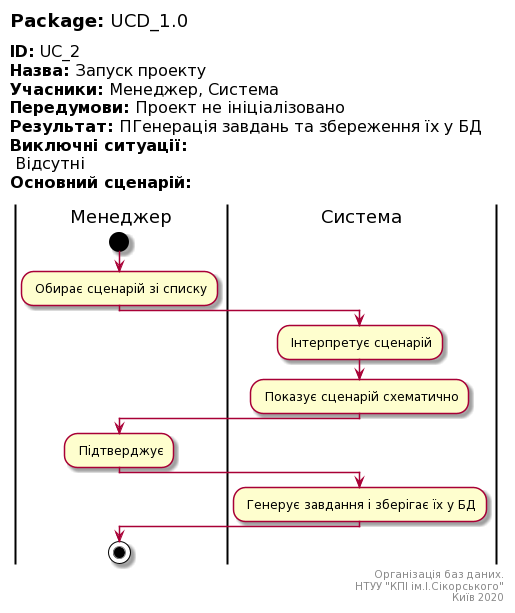 Package: UCD_1.0
ID: UC_2
Назва: Запуск проекту
Учасники: Менеджер, Система
Передумови: Проект не ініціалізовано
Результат: ПГенерація завдань та збереження їх у БД
Виключні ситуації:
Відсутні
Основний сценарій:
Менеджер
Система
Обирає сценарій зі списку
Інтерпретує сценарій
Показує сценарій схематично
Підтверджує
Генерує завдання і зберігає їх у БД
Організація баз даних.
НТУУ "КПІ ім.І.Сікорського"
Київ 2020